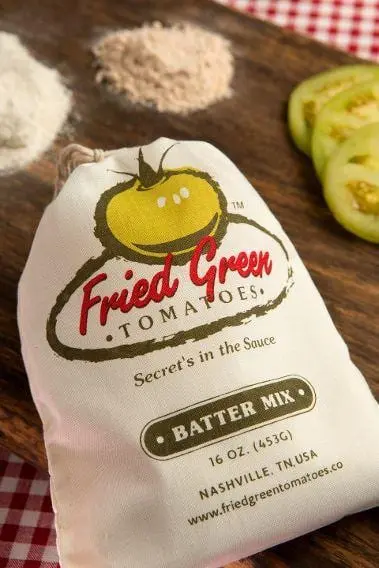 TM
Fried Green
•TOMATOES•
Secret's in the Sauce
• BATTER MIX •
16 OZ. (453G)
NASHVILLE, TN,USA
www.friedgreentomatoes.co